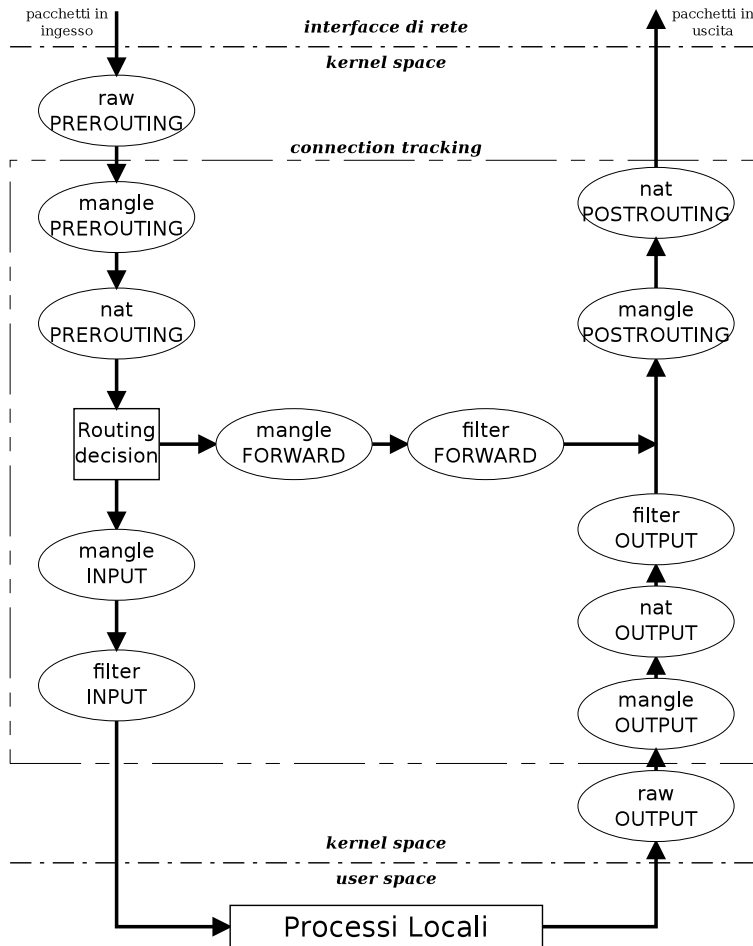 pacchetti in
ingesso
interfacce di rete
pacchetti in
uscita
kernel space
raw
PREROUTING
connection tracking
mangle
PREROUTING
nat
POSTROUTING
nat
PREROUTING
mangle
POSTROUTING
Routing
decision
mangle
FORWARD
filter
FORWARD
filter
OUTPUT
mangle
INPUT
nat
OUTPUT
filter
INPUT
mangle
OUTPUT
raw
OUTPUT
kernel space
user space
Processi Locali